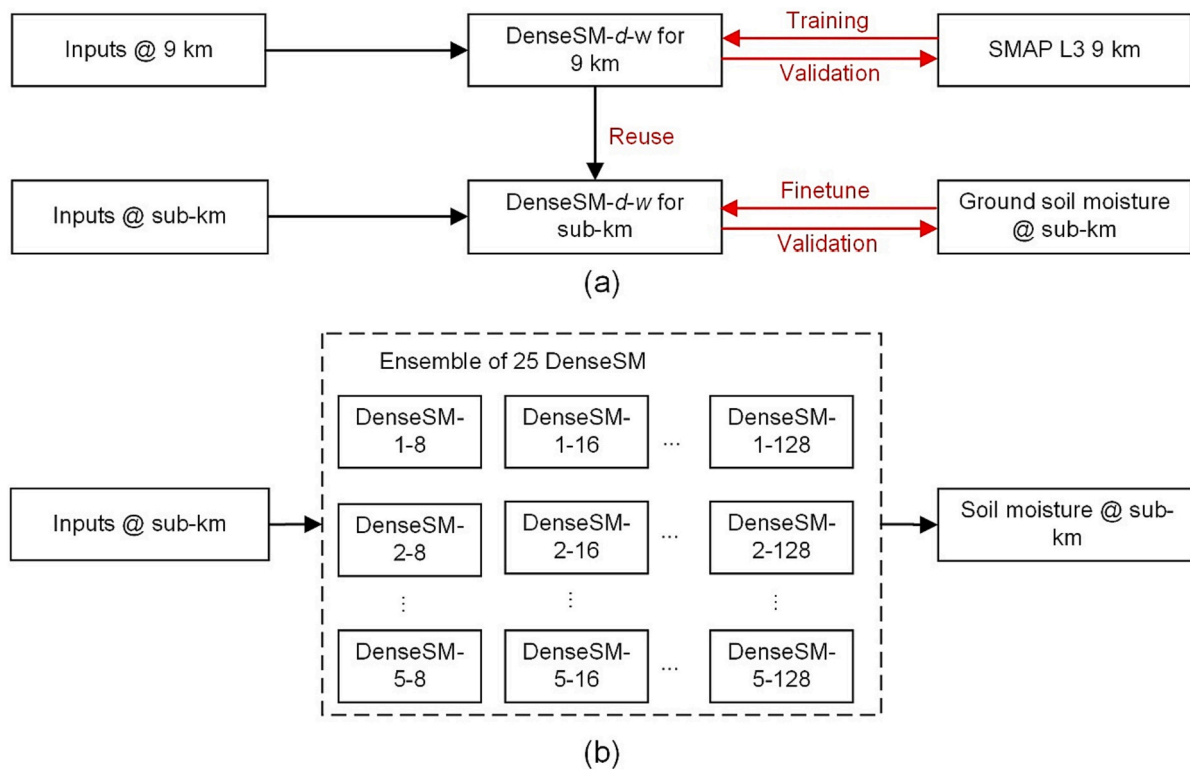 Inputs @ 9 km
DenseSM-d-w for
9 km
Training
Validation
SMAP L3 9 km
Reuse
Inputs @ sub-km
DenseSM-d-w for
sub-km
Finetune
Validation
Ground soil moisture
@ sub-km
(a)
Ensemble of 25 DenseSM
DenseSM-
1-8
DenseSM-
1-16
...
DenseSM-
1-128
Inputs @ sub-km
DenseSM-
2-8
DenseSM-
2-16
...
DenseSM-
2-128
Soil moisture @ sub-
km
⋮
⋮
⋮
DenseSM-
5-8
DenseSM-
5-16
...
DenseSM-
5-128
(b)